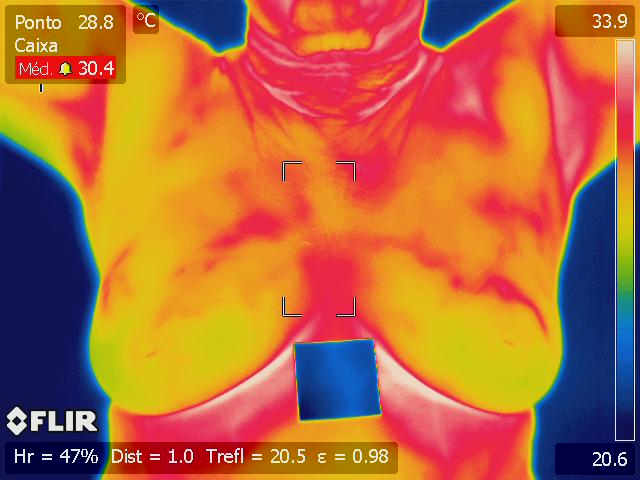 Ponto 28.8 °C
Caixa
Méd. 30.4
33.9
FLIR
Hr = 47% Dist = 1.0 Trefl = 20.5 ε = 0.98
20.6